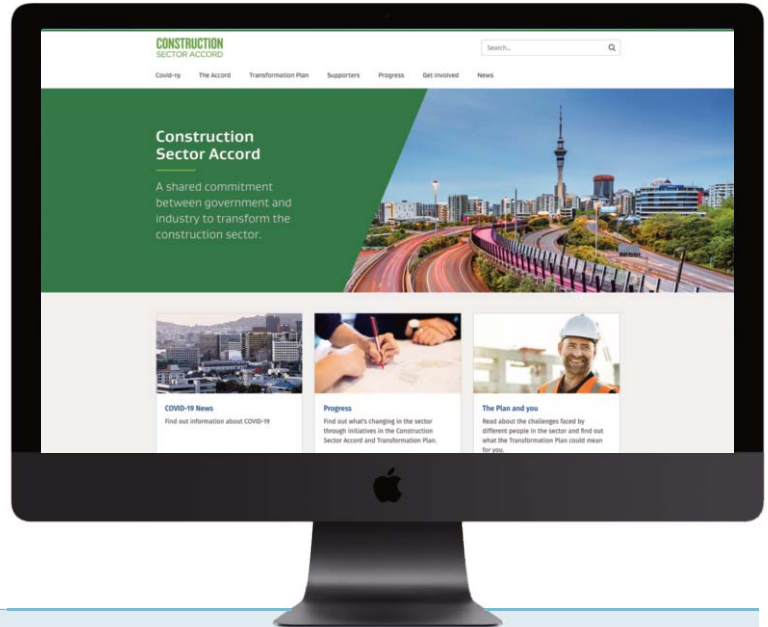 CONSTRUCTION
SECTOR ACCORD
Search...
Covid-19 The Accord Transformation Plan Supporters Progress Get Involved News
Construction
Sector Accord
A shared commitment
between government and
industry to transform the
construction sector.
COVID-19 News
Find out information about COVID-19
Progress
Find out what's changing in the sector
through initiatives in the Construction
Sector Accord and Transformation Plan.
The Plan and you
Read about the challenges faced by
different people in the sector and find out
what the Transformation Plan could mean
for you.